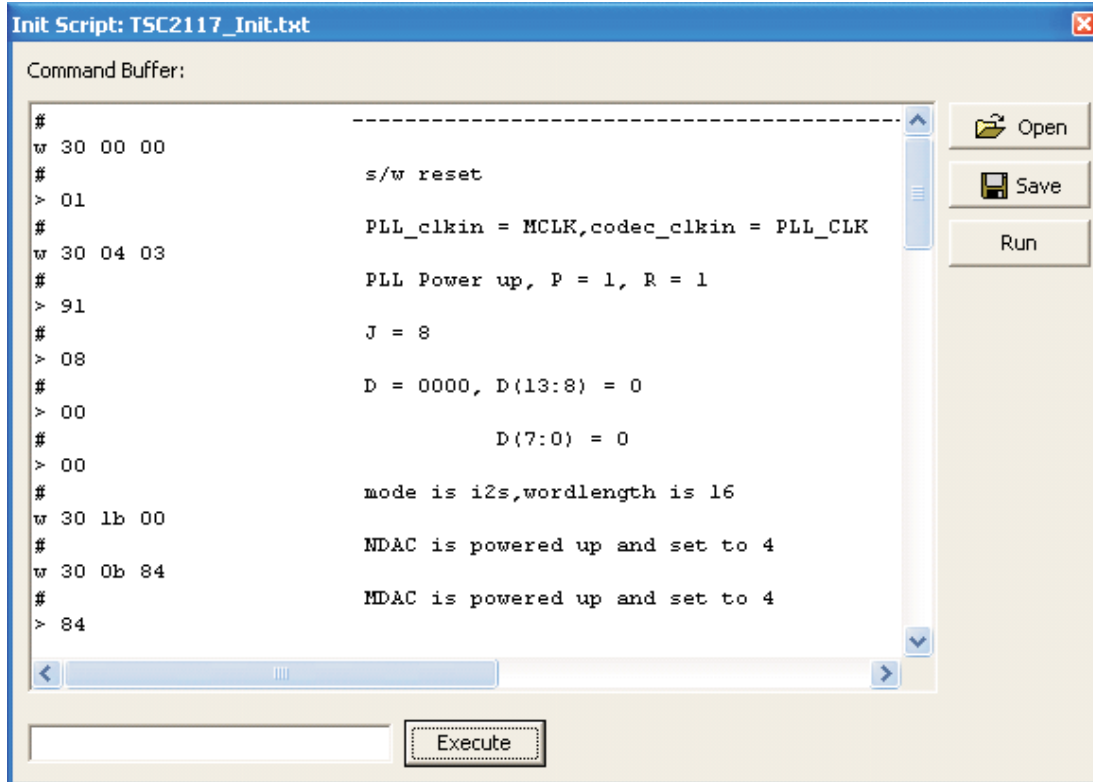 Init Script: TSC2117_Init.txt
Command Buffer:
# -----------------------------------------
w 30 00 00
# s/w reset
> 01
# PLL_clkin = MCLK,codec_clkin = PLL_CLK
w 30 04 03
# PLL Power up, P = 1, R = 1
> 91
# J = 8
> 08
# D = 0000, D(13:8) = 0
> 00
# D(7:0) = 0
> 00
# mode is i2s,wordlength is 16
w 30 1b 00
# NDAC is powered up and set to 4
w 30 0b 84
# MDAC is powered up and set to 4
> 84
Open
Save
Run
Execute